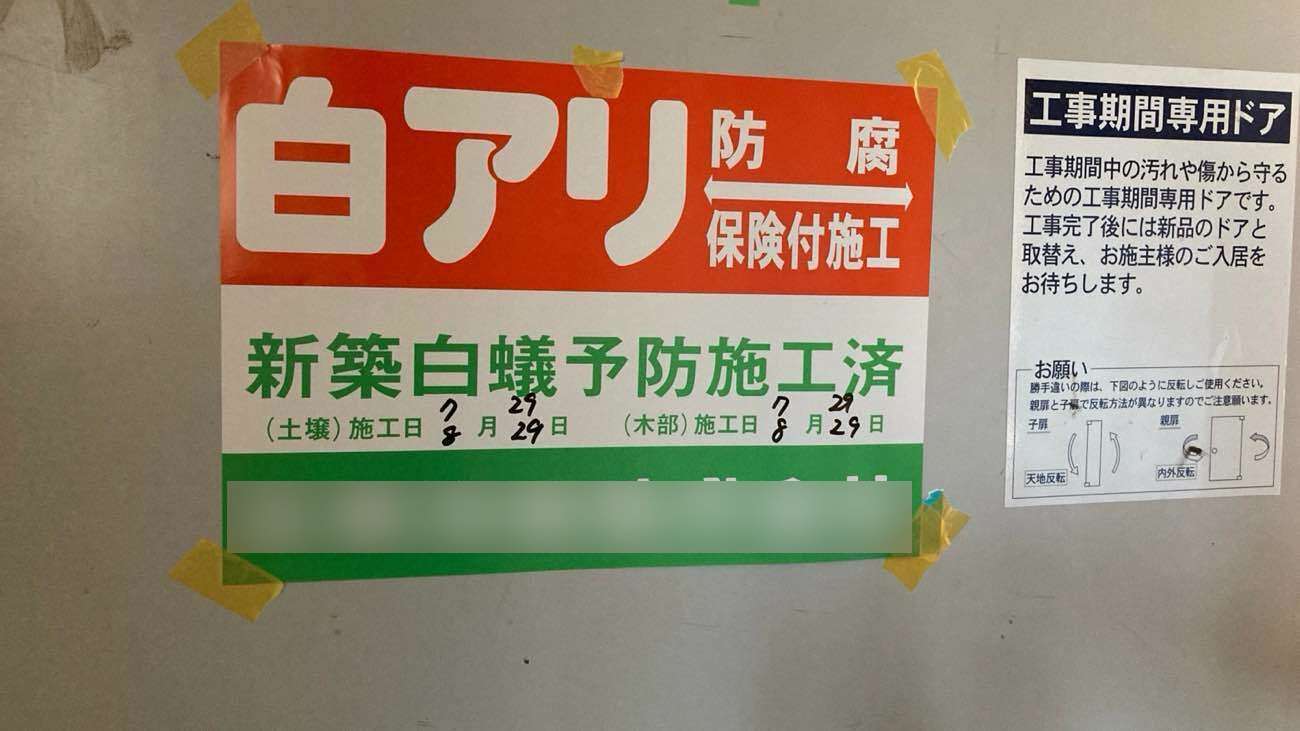 白アリ
防腐
保険付施工
新築白蟻予防施工済
7 29
(土壌)施工日 8月29日
7 29
(木部)施工日 8月29日
工事期間専用ドア
工事期間中の汚れや傷から守る
ための工事期間専用ドアです。
工事完了後には新品のドアと
取替え、お施主様のご入居を
お待ちします。
お願い
勝手違いの際は、下図のように反転しご使用ください。
親扉と子扉で反転方法が異なりますのでご注意願います。
子扉
天地反転
親扉
内外反転